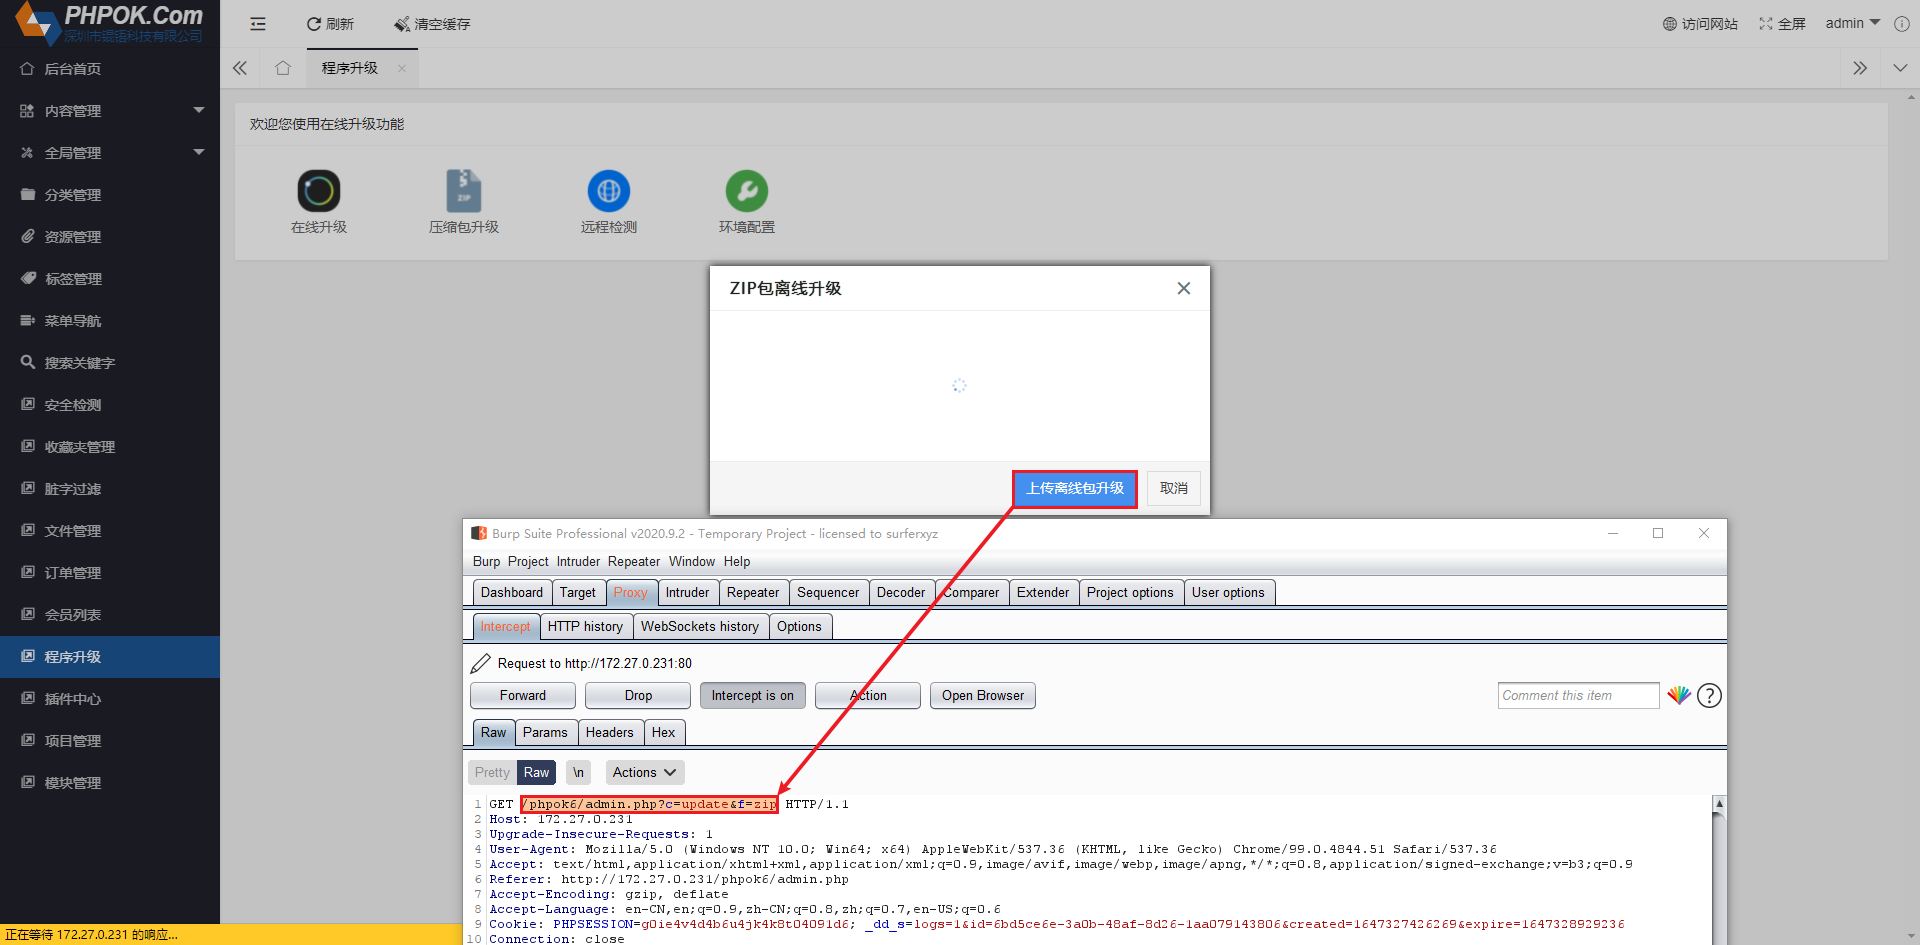 PHPOK.Com
深圳市锟铻科技有限公司
刷新
清空缓存
访问网站
全屏
admin
后台首页
内容管理
全局管理
分类管理
资源管理
标签管理
菜单导航
搜索关键字
安全检测
收藏夹管理
脏字过滤
文件管理
订单管理
会员列表
程序升级
插件中心
项目管理
模块管理
正在等待 172.27.0.231 的响应...
程序升级
欢迎您使用在线升级功能
在线升级
ZIP
压缩包升级
远程检测
环境配置
ZIP包离线升级
上传离线包升级
取消
Burp Suite Professional v2020.9.2 - Temporary Project - licensed to surferxyz
Burp Project Intruder Repeater Window Help
Dashboard Target Proxy Intruder Repeater Sequencer Decoder Comparer Extender Project options User options
Intercept HTTP history WebSockets history Options
Request to http://172.27.0.231:80
Forward Drop Intercept is on Action Open Browser Comment this item ?
Raw Params Headers Hex
Pretty Raw \n Actions
1 GET /phpok6/admin.php?c=update&f=zip HTTP/1.1
2 Host: 172.27.0.231
3 Upgrade-Insecure-Requests: 1
4 User-Agent: Mozilla/5.0 (Windows NT 10.0; Win64; x64) AppleWebKit/537.36 (KHTML, like Gecko) Chrome/99.0.4844.51 Safari/537.36
5 Accept: text/html,application/xhtml+xml,application/xml;q=0.9,image/avif,image/webp,image/apng,*/*;q=0.8,application/signed-exchange;v=b3;q=0.9
6 Referer: http://172.27.0.231/phpok6/admin.php
7 Accept-Encoding: gzip, deflate
8 Accept-Language: en-CN,en;q=0.9,zh-CN;q=0.8,zh;q=0.7,en-US;q=0.6
9 Cookie: PHPSESSION=g0ie4v4d4b6u4jk4k8t04091d6; _dd_s=logs=1&id=6bd5ce6e-3a0b-48af-8d26-1aa079143806&created=1647327426269&expire=1647328929236
10 Connection: close